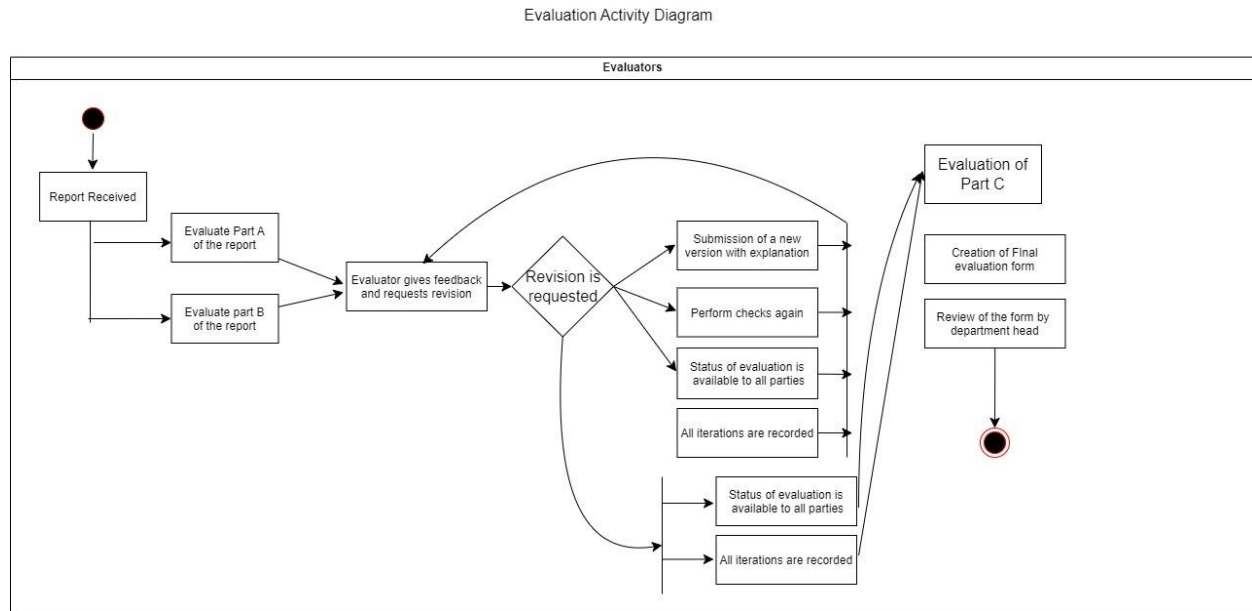 Evaluation Activity Diagram
Evaluators
Report Received
Evaluate Part A
of the report
Evaluate part B
of the report
Evaluator gives feedback
and requests revision
Revision is
requested
Submission of a new
version with explanation
Perform checks again
Status of evaluation is
available to all parties
All iterations are recorded
Status of evaluation is
available to all parties
All iterations are recorded
Evaluation of
Part C
Creation of FInal
evaluation form
Review of the form by
department head